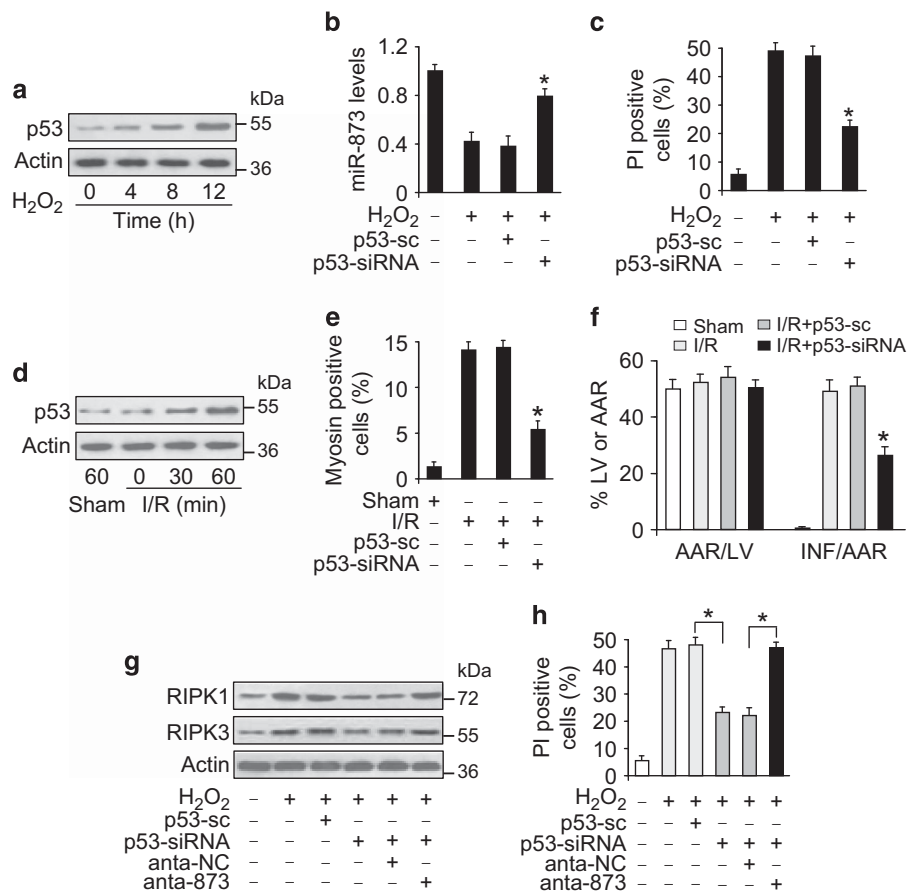 a
kDa
p53
55
Actin
36
H2O2
0 4 8 12
Time (h)
b
miR-873 levels
1.2
0.8
0.4
0
*
H2O2 – + + +
p53-sc – – + –
p53-siRNA – – – +
c
PI positive
cells (%)
50
40
30
20
10
0
*
H2O2 – + + +
p53-sc – – + –
p53-siRNA – – – +
d
kDa
p53
55
Actin
36
60 0 30 60
Sham I/R (min)
e
Myosin positive
cells (%)
15
10
5
0
*
Sham + – – –
I/R – + + +
p53-sc – – + –
p53-siRNA – – – +
f
Sham
I/R
I/R+p53-sc
I/R+p53-siRNA
% LV or AAR
60
40
20
0
*
AAR/LV INF/AAR
g
kDa
RIPK1
72
RIPK3
55
Actin
36
H2O2 – + + + + +
p53-sc – – + – – –
p53-siRNA – – – + + +
anta-NC – – – – + –
anta-873 – – – – – +
h
PI positive
cells (%)
50
40
30
20
10
0
* *
H2O2 – + + + + +
p53-sc – – + – – –
p53-siRNA – – – + + +
anta-NC – – – – + –
anta-873 – – – – – +